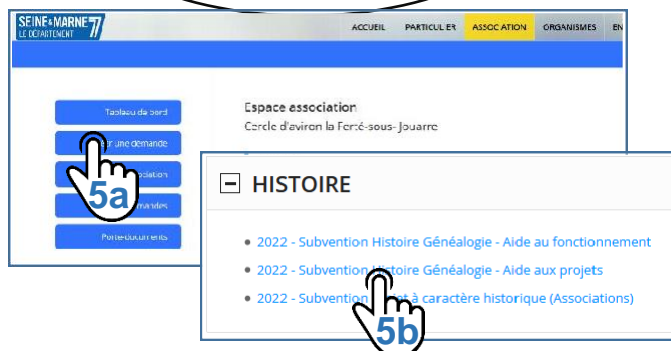 SEINE&MARNE 77
LE DÉPARTEMENT
ACCUEIL PARTICULIER ASSOCIATION ORGANISMES EN
Tableau de bord
une demande
Porte-documents
5a
Espace association
Cercle d'aviron la Ferté-sous-Jouarre
HISTOIRE
2022 - Subvention Histoire Généalogie - Aide au fonctionnement
2022 - Subvention Histoire Généalogie - Aide aux projets
2022 - Subvention à caractère historique (Associations)
5b